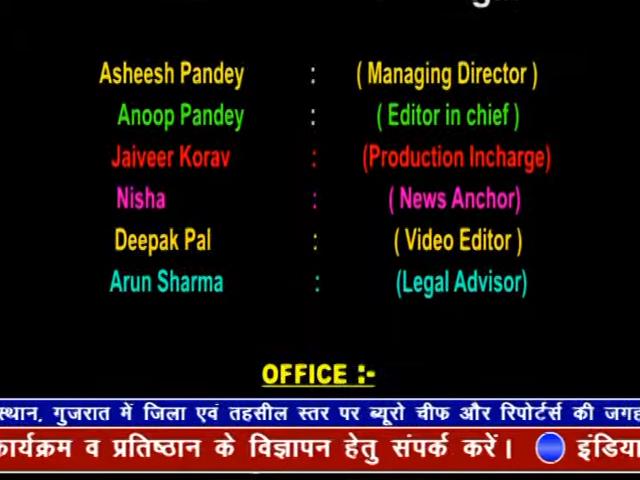 Asheesh Pandey : ( Managing Director )
Anoop Pandey : ( Editor in chief )
Jaiveer Korav : (Production Incharge)
Nisha : ( News Anchor)
Deepak Pal : ( Video Editor )
Arun Sharma : (Legal Advisor)
OFFICE :-
स्थान, गुजरात में जिला एवं तहसील स्तर पर ब्यूरो चीफ और रिपोर्टर्स की जगह
कार्यक्रम व प्रतिष्ठान के विज्ञापन हेतु संपर्क करें। इंडिया